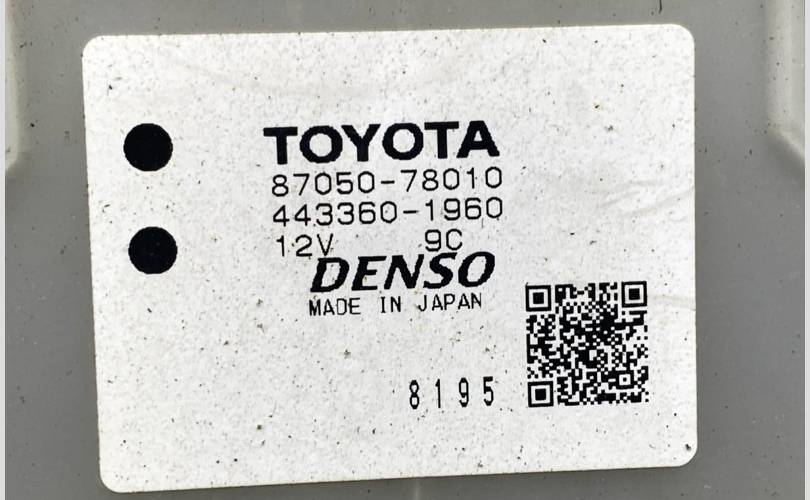 TOYOTA
87050-78010
443360-1960
12V 9C
DENSO
MADE IN JAPAN
8195